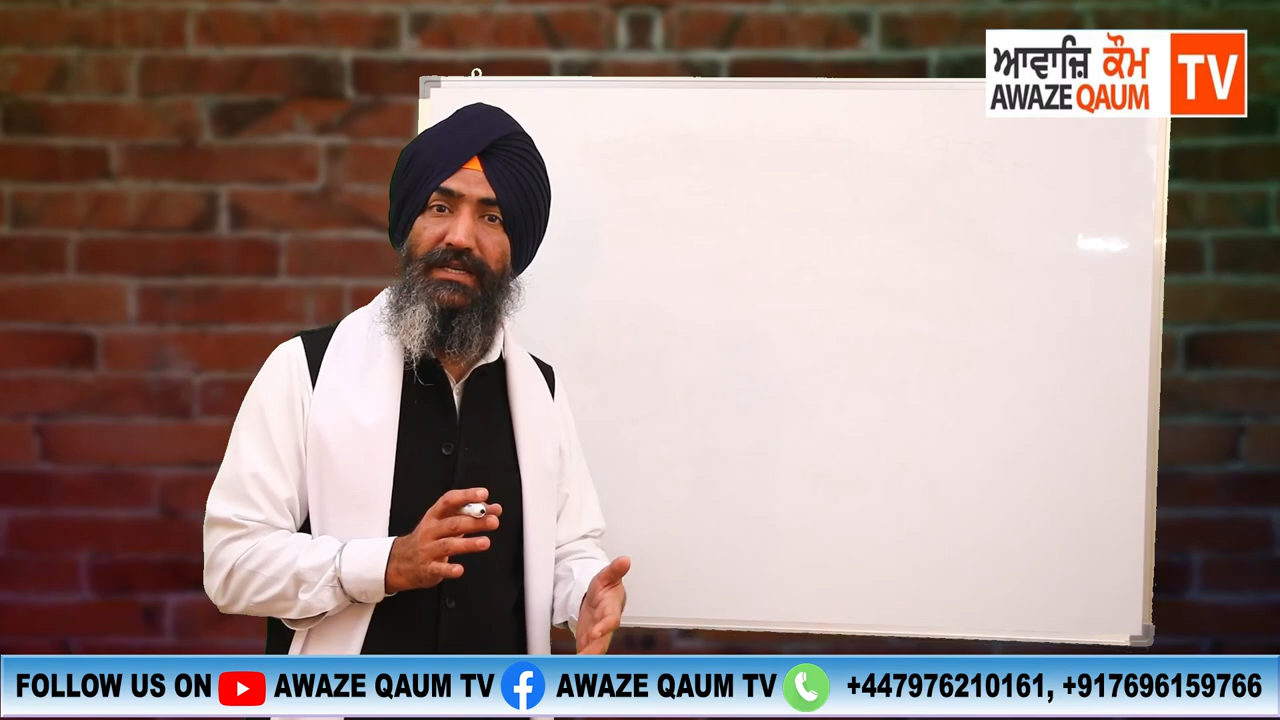 ਆਵਾਜ਼ਿ ਕੌਮ
AWAZE QAUM TV
FOLLOW US ON AWAZE QAUM TV AWAZE QAUM TV +447976210161, +917696159766